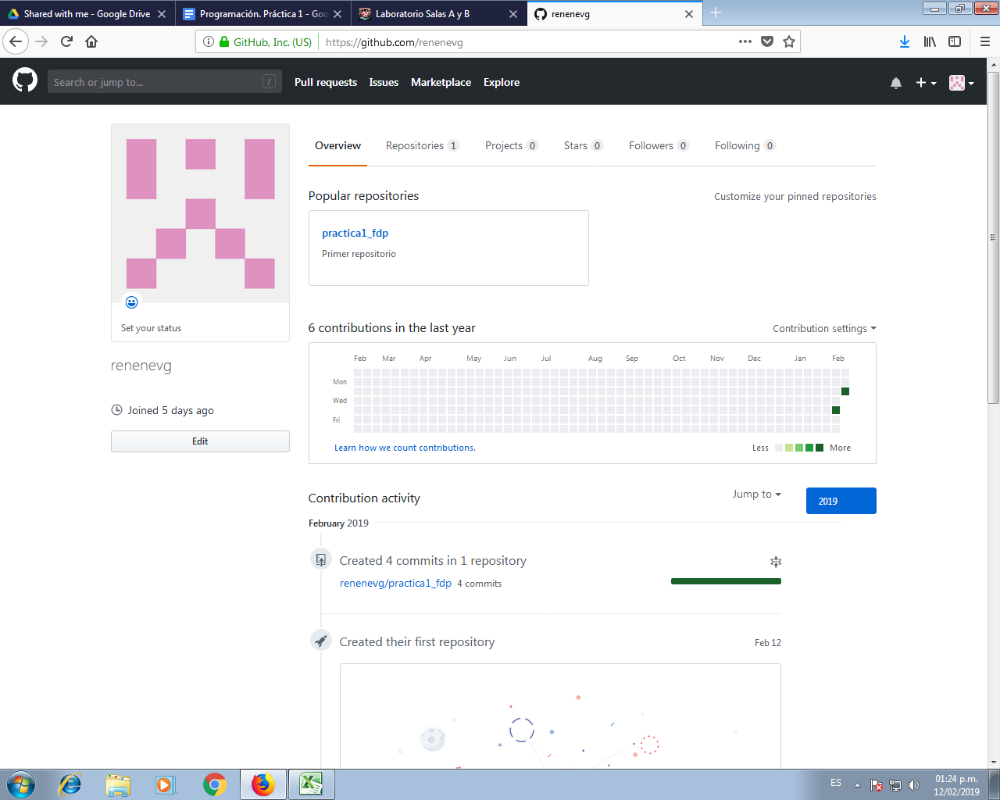 Shared with me - Google Drive
Programación. Práctica 1 - Goo
Laboratorio Salas A y B
renenevg
GitHub, Inc. (US)
https://github.com/renenevg
Search or jump to...
/
Pull requests
Issues
Marketplace
Explore
Overview
Repositories 1
Projects 0
Stars 0
Followers 0
Following 0
Popular repositories
Customize your pinned repositories
practica1_fdp
Primer repositorio
Set your status
renenevg
Joined 5 days ago
Edit
6 contributions in the last year
Contribution settings
Feb Mar Apr May Jun Jul Aug Sep Oct Nov Dec Jan Feb
Mon
Wed
Fri
Learn how we count contributions.
Less
More
Contribution activity
Jump to
2019
February 2019
Created 4 commits in 1 repository
renenevg/practica1_fdp 4 commits
Created their first repository
Feb 12
ES
01:24 p.m.
12/02/2019